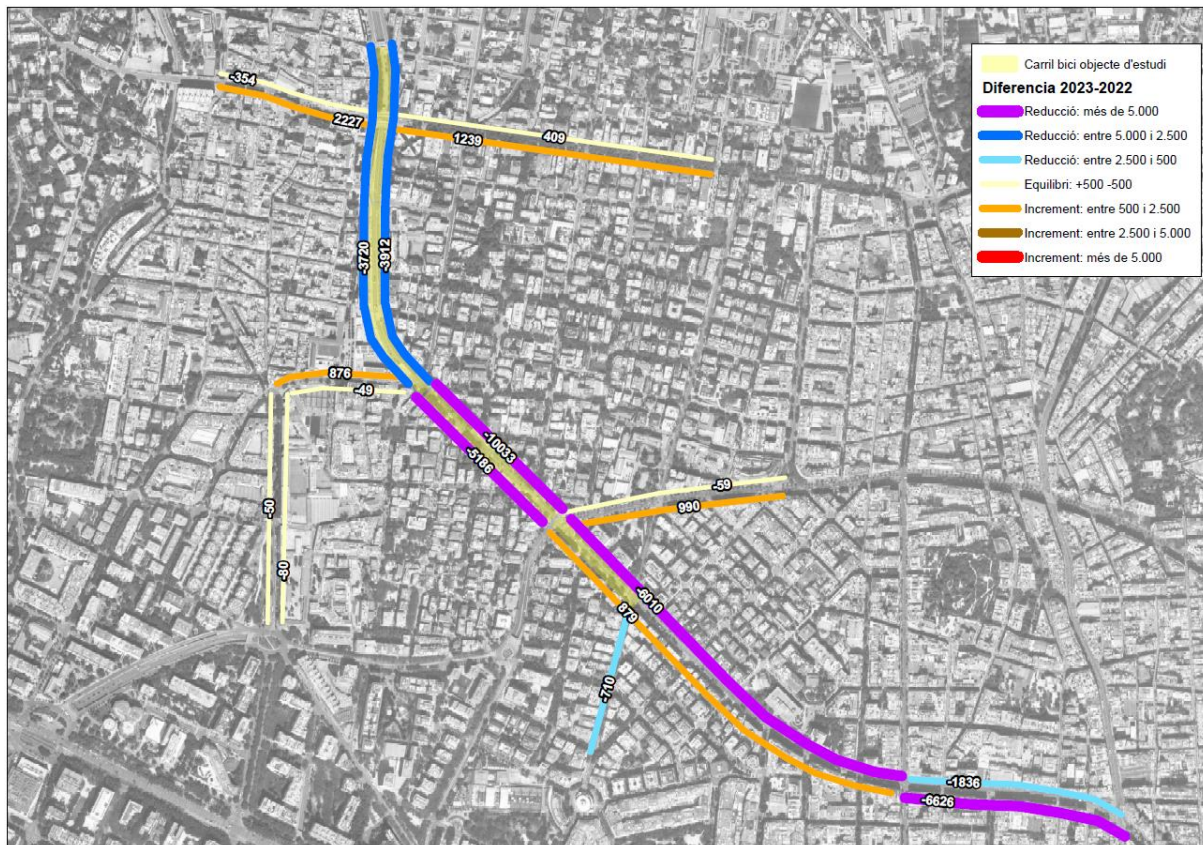 Carril bici objecte d'estudi
Diferencia 2023-2022
Reducció: més de 5.000
Reducció: entre 5.000 i 2.500
Reducció: entre 2.500 i 500
Equilibri: +500 -500
Increment: entre 500 i 2.500
Increment: entre 2.500 i 5.000
Increment: més de 5.000
-354
2227
1239
409
-3720
-3912
876
-49
-10033
-5186
-50
-80
-59
990
-6010
879
-710
-1836
-6626